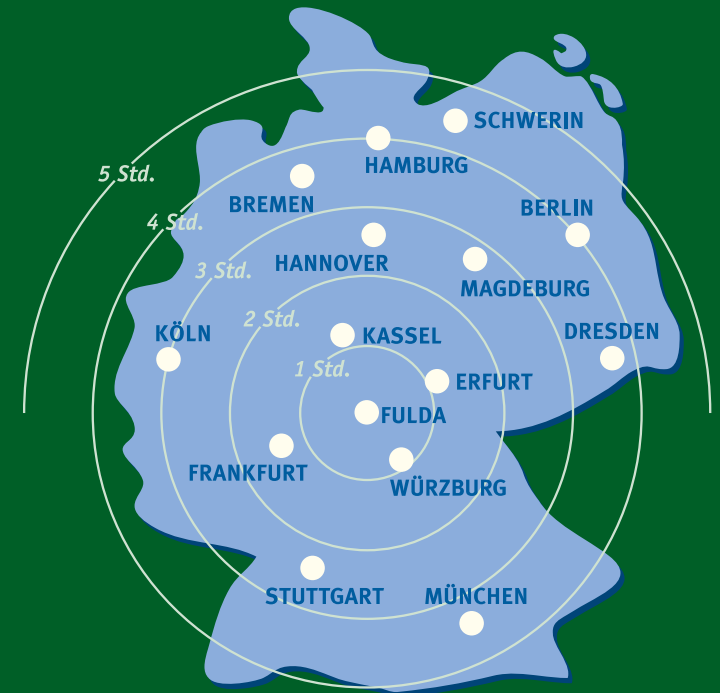 SCHWERIN
HAMBURG
5 Std.
BREMEN
BERLIN
4 Std.
HANNOVER
3 Std.
MAGDEBURG
2 Std.
KÖLN
KASSEL
DRESDEN
1 Std.
ERFURT
FULDA
FRANKFURT
WÜRZBURG
STUTTGART
MÜNCHEN